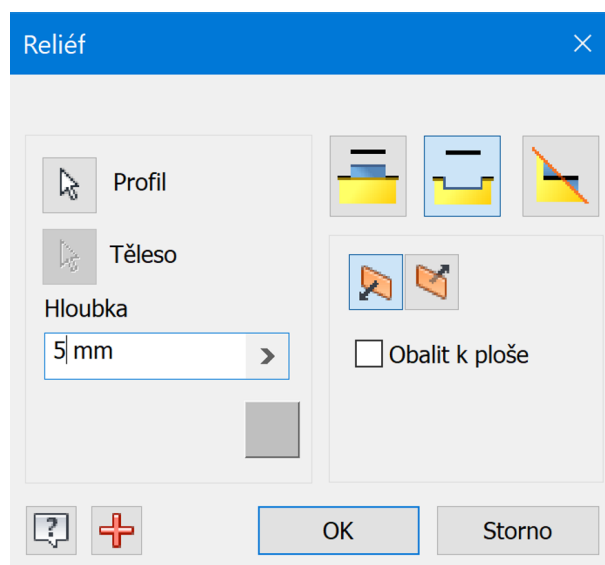 Reliéf
Profil
Těleso
Hloubka
5 mm
Obalit k ploše
OK
Storno